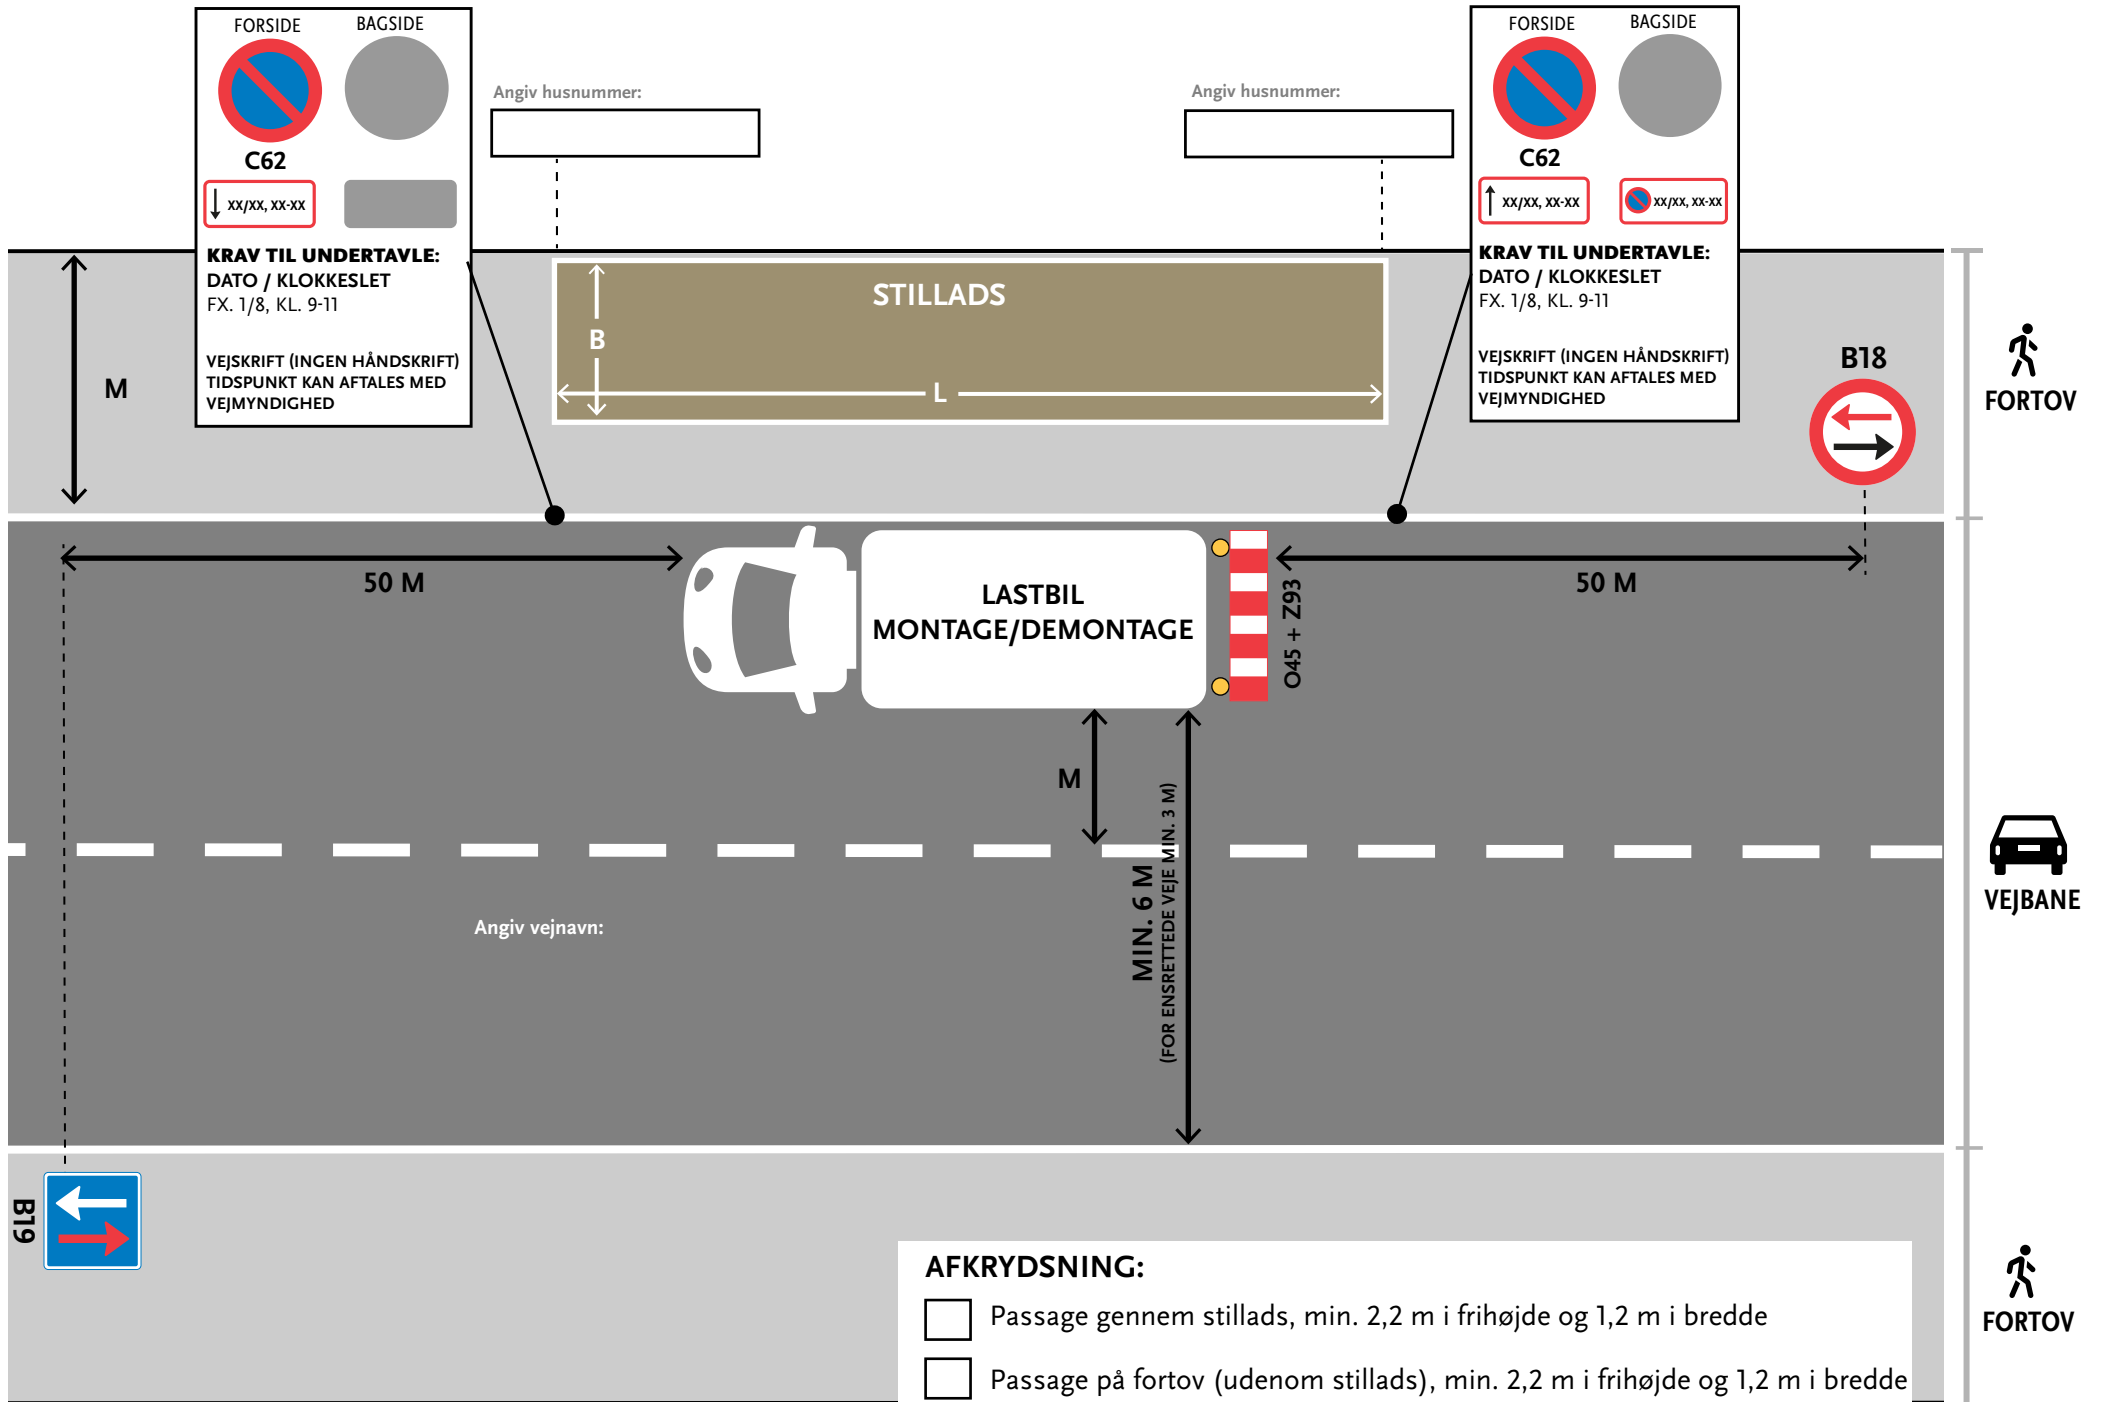 FORSIDE BAGSIDE
C62
xx/xx, xx-xx
KRAV TIL UNDERTAVLE:
DATO / KLOKKESLET
FX. 1/8, KL. 9-11
VEJSKRIFT (INGEN HÅNDSKRIFT)
TIDSPUNKT KAN AFTALES MED
VEJMYNDIGHED
Angiv husnummer:
Angiv husnummer:
FORSIDE BAGSIDE
C62
xx/xx, xx-xx xx/xx, xx-xx
KRAV TIL UNDERTAVLE:
DATO / KLOKKESLET
FX. 1/8, KL. 9-11
VEJSKRIFT (INGEN HÅNDSKRIFT)
TIDSPUNKT KAN AFTALES MED
VEJMYNDIGHED
M
STILLADS
B
L
B18
FORTOV
50 M
LASTBIL
MONTAGE/DEMONTAGE
O45 + Z93
50 M
M
MIN. 6 M
(FOR ENSRETTEDE VEJE MIN. 3 M)
VEJBANE
Angiv vejnavn:
B19
AFKRYDSNING:
Passage gennem stillads, min. 2,2 m i frihøjde og 1,2 m i bredde
Passage på fortov (udenom stillads), min. 2,2 m i frihøjde og 1,2 m i bredde
FORTOV